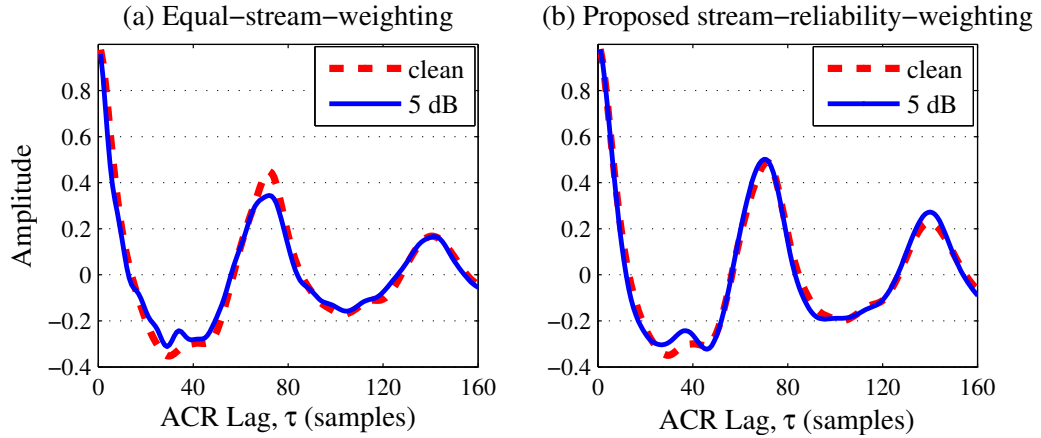 (a) Equal−stream−weighting
clean
5 dB
Amplitude
0.8
0.6
0.4
0.2
0
−0.2
−0.4
0 40 80 120 160
ACR Lag, τ (samples)
(b) Proposed stream−reliability−weighting
clean
5 dB
0.8
0.6
0.4
0.2
0
−0.2
−0.4
0 40 80 120 160
ACR Lag, τ (samples)